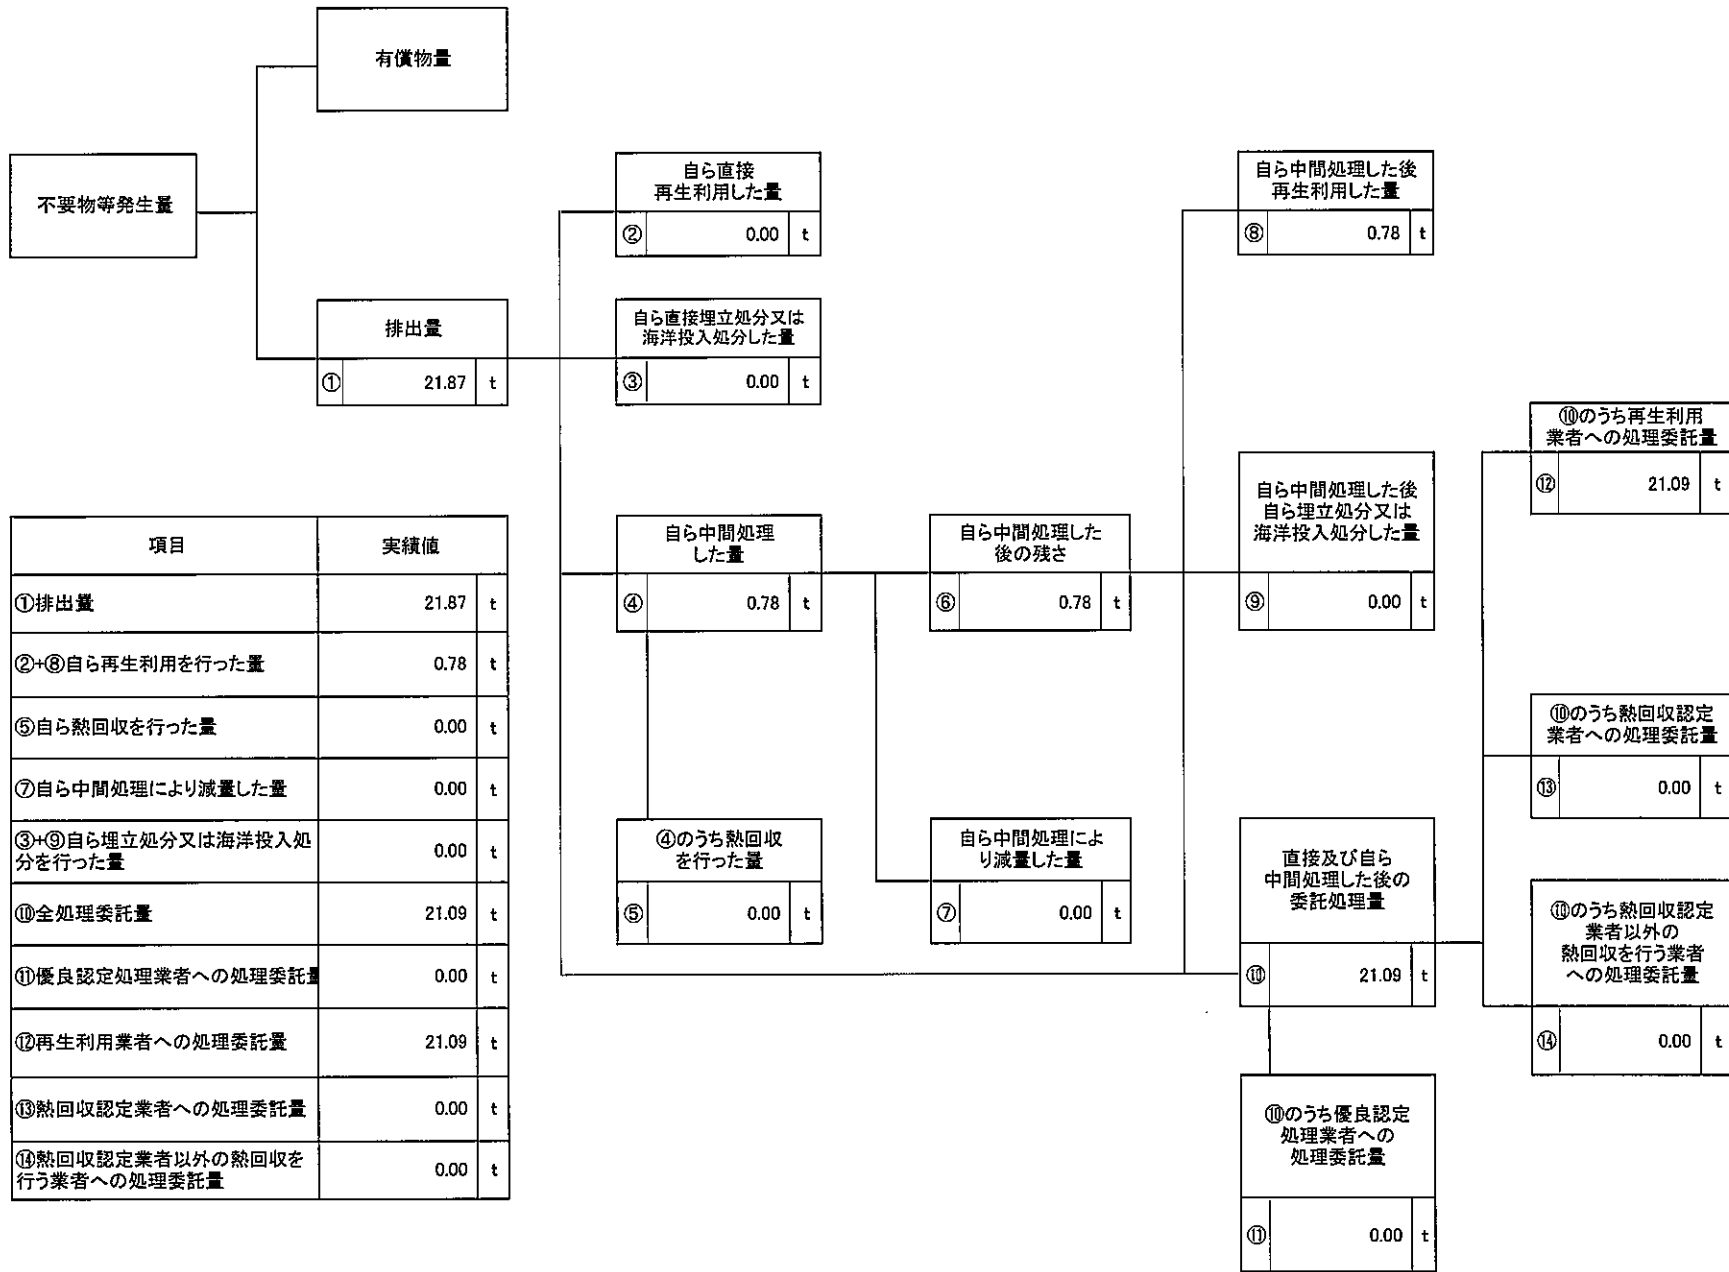 有償物量
不要物等発生量
排出量
① 21.87 t
自ら直接
再生利用した量
② 0.00 t
自ら直接埋立処分又は
海洋投入処分した量
③ 0.00 t
自ら中間処理
した量
④ 0.78 t
④のうち熱回収
を行った量
⑤ 0.00 t
自ら中間処理した
後の残さ
⑥ 0.78 t
自ら中間処理によ
り減量した量
⑦ 0.00 t
自ら中間処理した後
再生利用した量
⑧ 0.78 t
自ら中間処理した後
自ら埋立処分又は
海洋投入処分した量
⑨ 0.00 t
直接及び自ら
中間処理した後の
委託処理量
⑩ 21.09 t
⑩のうち優良認定
処理業者への
処理委託量
⑪ 0.00 t
⑩のうち再生利用
業者への処理委託量
⑫ 21.09 t
⑩のうち熱回収認定
業者への処理委託量
⑬ 0.00 t
⑩のうち熱回収認定
業者以外の
熱回収を行う業者
への処理委託量
⑭ 0.00 t
項目 実績値
①排出量 21.87 t
②+⑧自ら再生利用を行った量 0.78 t
⑤自ら熱回収を行った量 0.00 t
⑦自ら中間処理により減量した量 0.00 t
③+⑨自ら埋立処分又は海洋投入処
分を行った量 0.00 t
⑩全処理委託量 21.09 t
⑪優良認定処理業者への処理委託量 0.00 t
⑫再生利用業者への処理委託量 21.09 t
⑬熱回収認定業者への処理委託量 0.00 t
⑭熱回収認定業者以外の熱回収を
行う業者への処理委託量 0.00 t